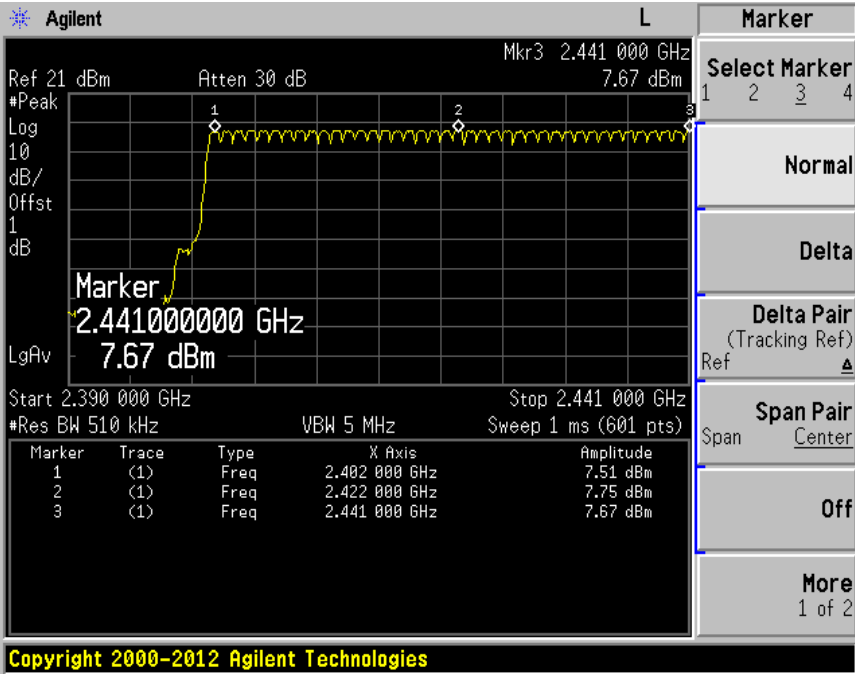 Agilent L Marker
Mkr3 2.441 000 GHz
Ref 21 dBm Atten 30 dB 7.67 dBm
Select Marker
1 2 3 4
#Peak
Log
10
dB/
Offst
1
dB
1 2 3
Normal
Delta
Marker
2.441000000 GHz
7.67 dBm
LgAv
Delta Pair
(Tracking Ref)
Ref Δ
Start 2.390 000 GHz Stop 2.441 000 GHz
#Res BW 510 kHz VBW 5 MHz Sweep 1 ms (601 pts)
Span Pair
Span Center
Marker Trace Type X Axis Amplitude
1 (1) Freq 2.402 000 GHz 7.51 dBm
2 (1) Freq 2.422 000 GHz 7.75 dBm
3 (1) Freq 2.441 000 GHz 7.67 dBm
Off
More
1 of 2
Copyright 2000-2012 Agilent Technologies